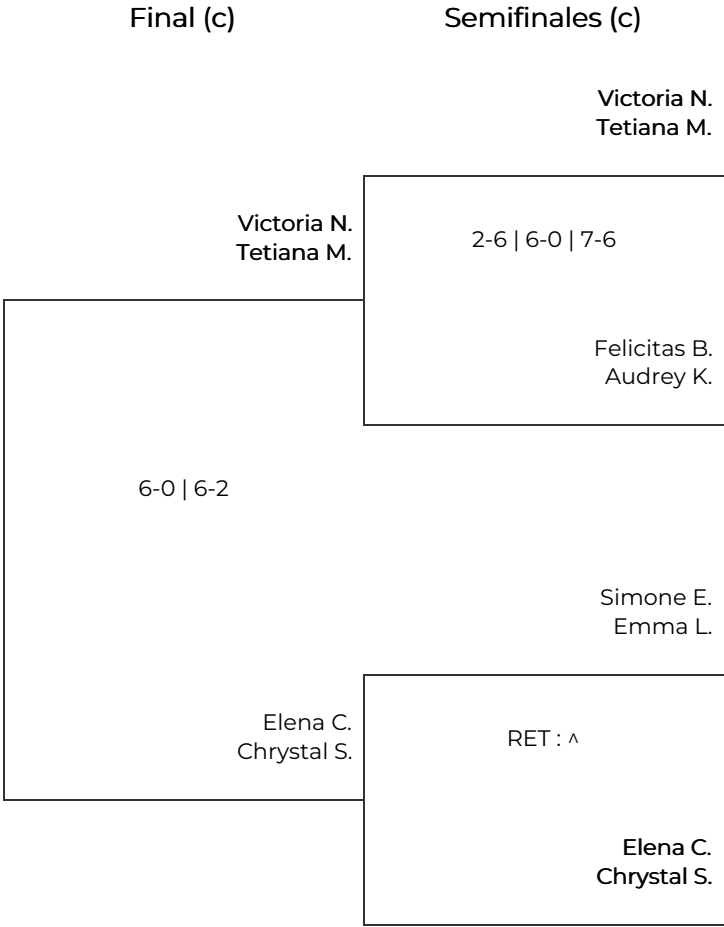 Final (c)
Semifinales (c)
Victoria N.
Tetiana M.
Victoria N.
Tetiana M.
2-6 | 6-0 | 7-6
Felicitas B.
Audrey K.
6-0 | 6-2
Simone E.
Emma L.
Elena C.
Chrystal S.
RET : ^
Elena C.
Chrystal S.